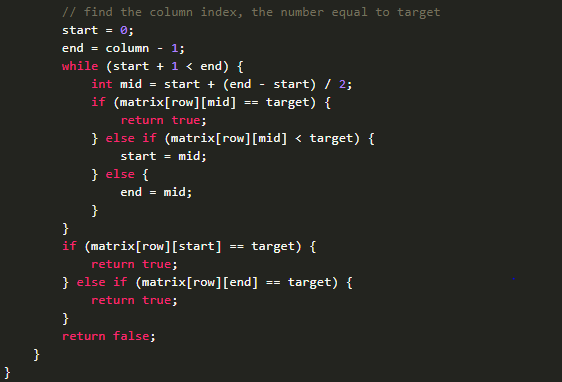 // find the column index, the number equal to target
start = 0;
end = column - 1;
while (start + 1 < end) {
int mid = start + (end - start) / 2;
if (matrix[row][mid] == target) {
return true;
} else if (matrix[row][mid] < target) {
start = mid;
} else {
end = mid;
}
}
if (matrix[row][start] == target) {
return true;
} else if (matrix[row][end] == target) {
return true;
}
return false;
}
}